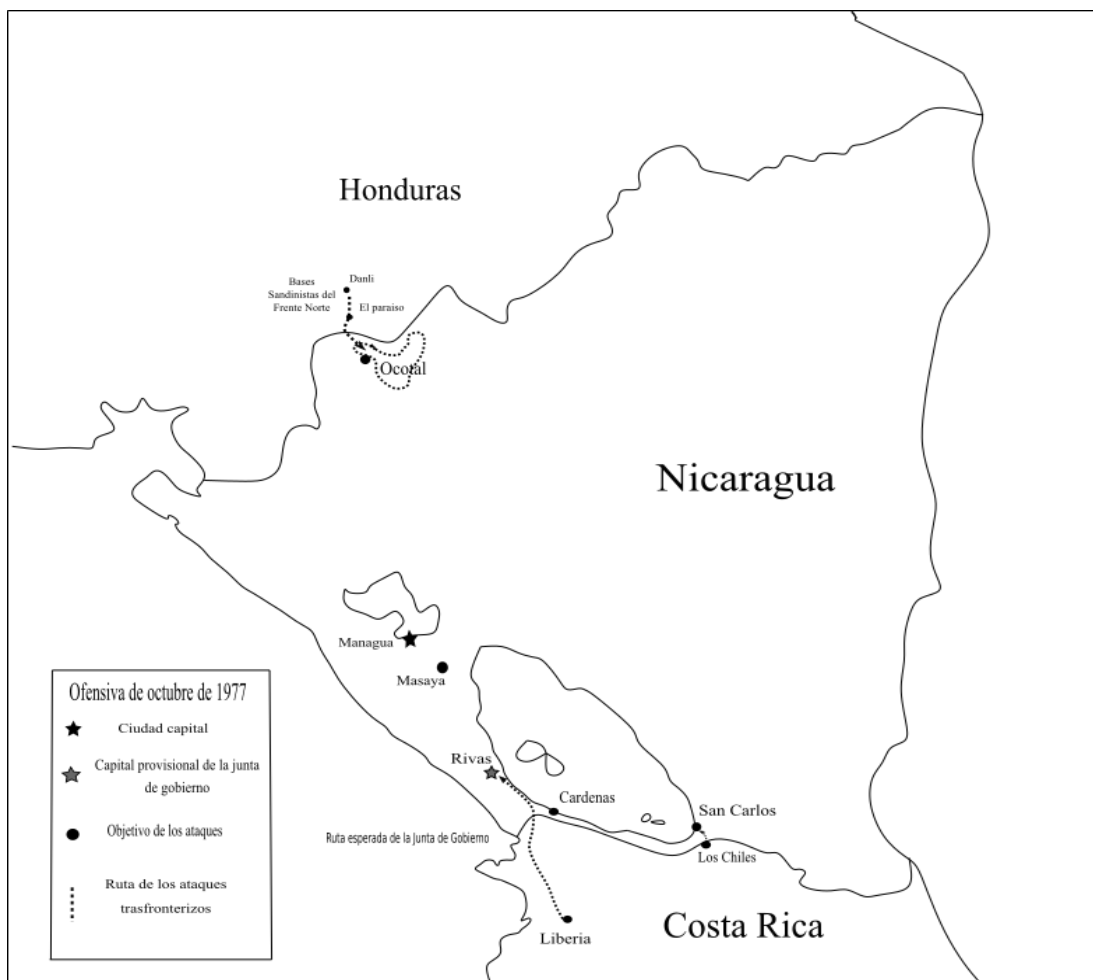 Honduras
Bases
Sandinistas del
Frente Norte
Danli
El paraiso
Ocotal
Nicaragua
Managua
Masaya
Rivas
Cardenas
San Carlos
Los Chiles
Ruta esperada de la Junta de Gobierno
Liberia
Costa Rica
Ofensiva de octubre de 1977
Ciudad capital
Capital provisional de la junta
de gobierno
Objetivo de los ataques
Ruta de los ataques
trasfronterizos